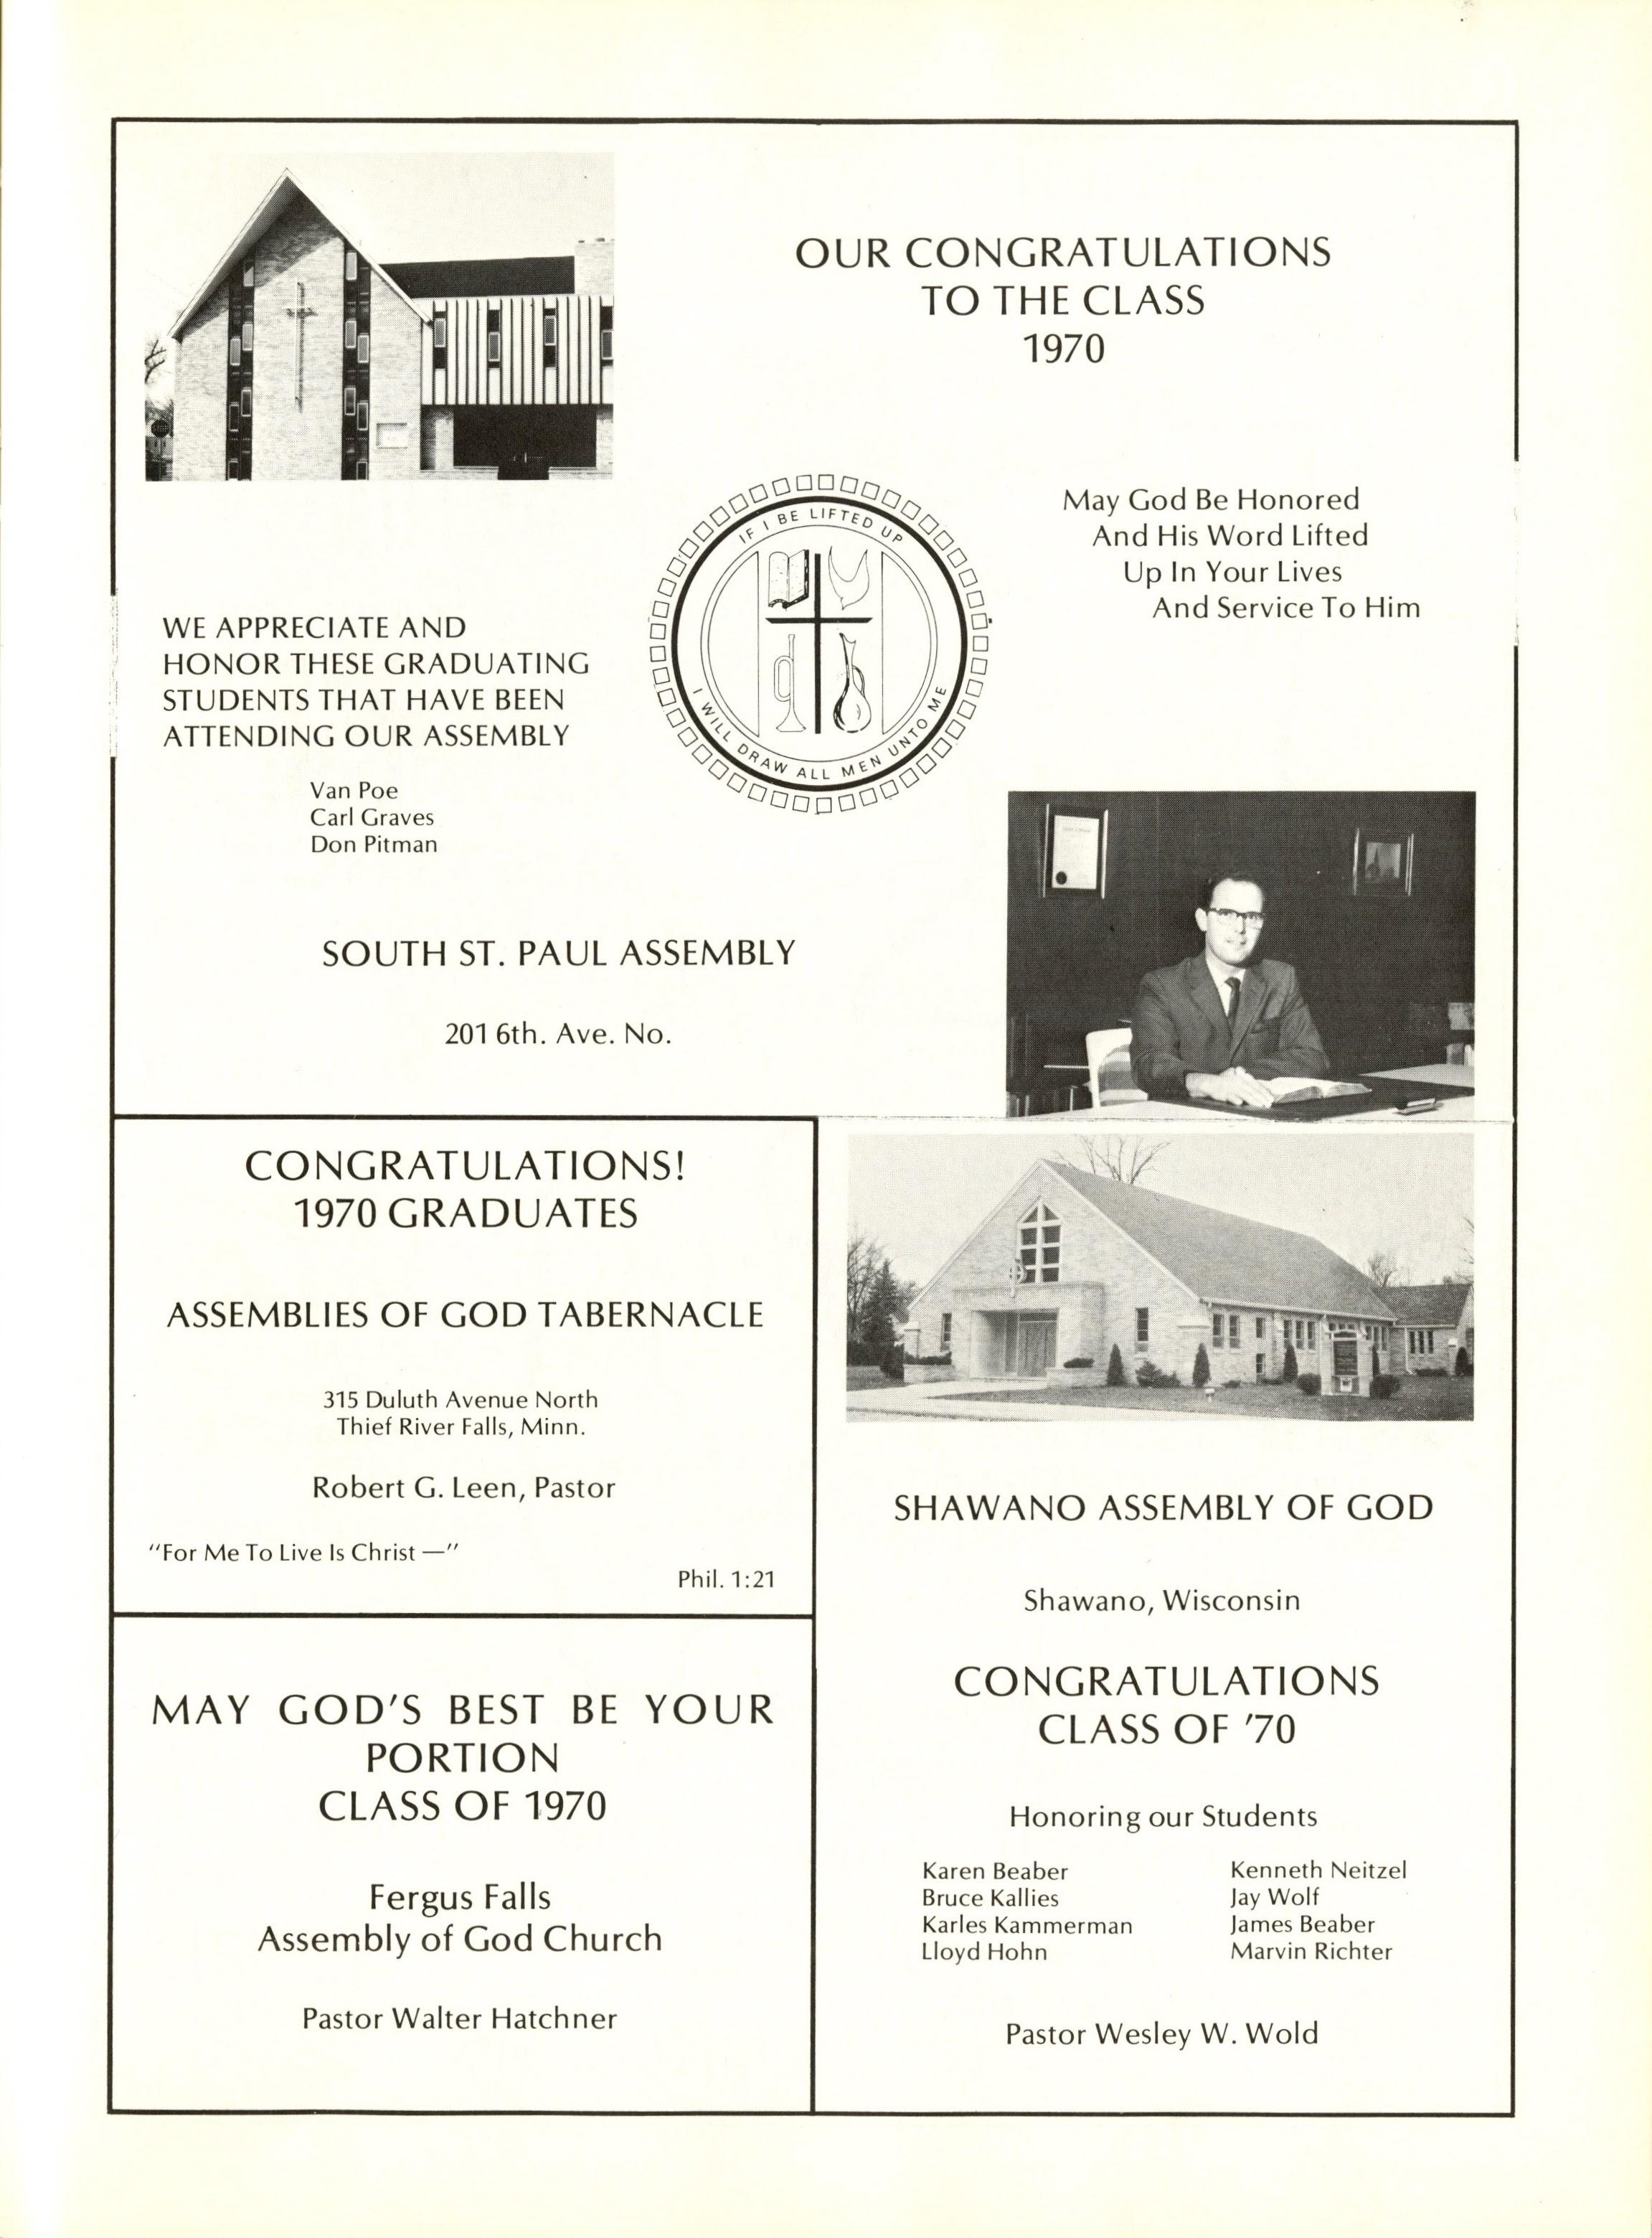 OUR CONGRATULATIONS
TO THE CLASS
1970
IF I BE LIFTED UP
I WILL DRAW ALL MEN UNTO ME
May God Be Honored
And His Word Lifted
Up In Your Lives
And Service To Him
WE APPRECIATE AND
HONOR THESE GRADUATING
STUDENTS THAT HAVE BEEN
ATTENDING OUR ASSEMBLY
Van Poe
Carl Graves
Don Pitman
SOUTH ST. PAUL ASSEMBLY
201 6th. Ave. No.
CONGRATULATIONS!
1970 GRADUATES
ASSEMBLIES OF GOD TABERNACLE
315 Duluth Avenue North
Thief River Falls, Minn.
Robert G. Leen, Pastor
"For Me To Live Is Christ —"
Phil. 1:21
MAY GOD'S BEST BE YOUR
PORTION
CLASS OF 1970
Fergus Falls
Assembly of God Church
Pastor Walter Hatchner
SHAWANO ASSEMBLY OF GOD
Shawano, Wisconsin
CONGRATULATIONS
CLASS OF '70
Honoring our Students
Karen Beaber
Bruce Kallies
Karles Kammerman
Lloyd Hohn
Kenneth Neitzel
Jay Wolf
James Beaber
Marvin Richter
Pastor Wesley W. Wold